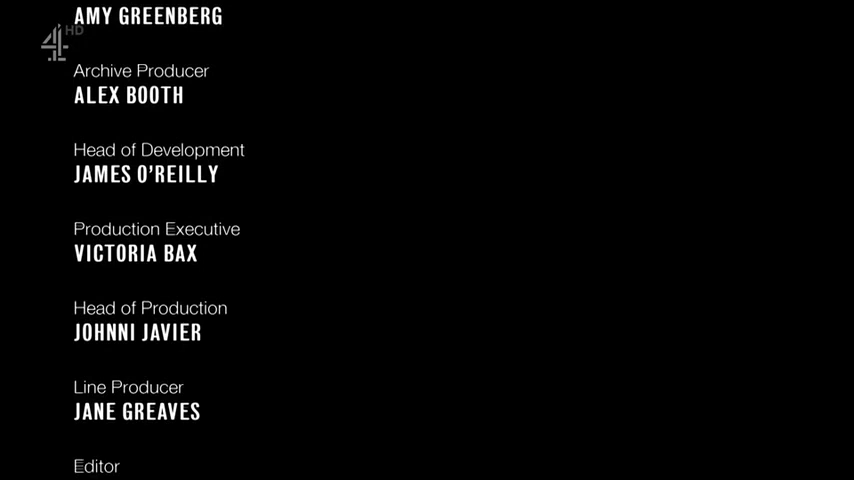 AMY GREENBERG
4HD
Archive Producer
ALEX BOOTH
Head of Development
JAMES O'REILLY
Production Executive
VICTORIA BAX
Head of Production
JOHNNI JAVIER
Line Producer
JANE GREAVES
Editor